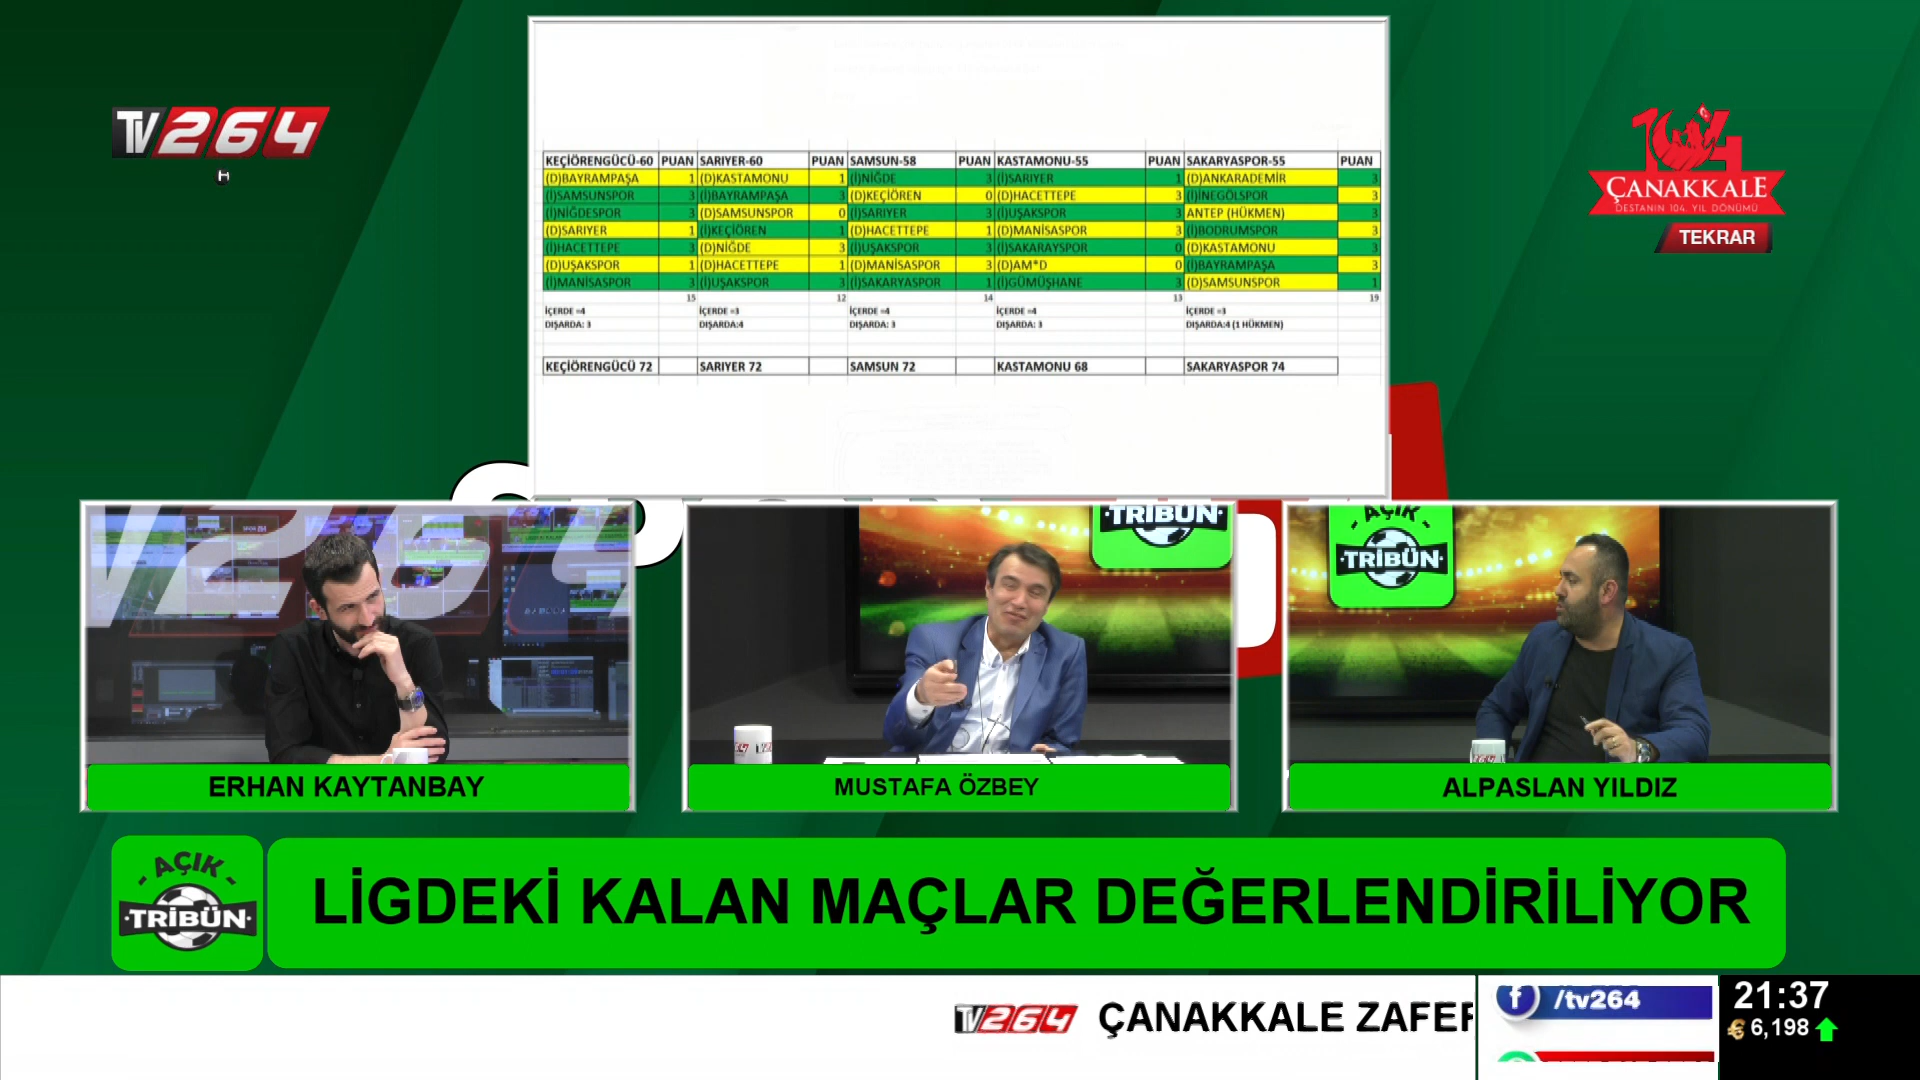 TV264
H
KEÇİÖRENGÜCÜ-60 PUAN SARIYER-60 PUAN SAMSUN-58 PUAN KASTAMONU-55 PUAN SAKARYASPOR-55 PUAN
(D)BAYRAMPAŞA 1 (D)KASTAMONU 1 (İ)NİĞDE 3 (İ)SARIYER 1 (D)ANKARADEMİR 3
(İ)SAMSUNSPOR 3 (İ)BAYRAMPAŞA 3 (D)KEÇİÖREN 0 (D)HACETTEPE 3 (İ)İNEGÖLSPOR 3
(İ)NİĞDESPOR 3 (D)SAMSUNSPOR 0 (İ)SARIYER 3 (İ)UŞAKSPOR 3 ANTEP (HÜKMEN) 3
(D)SARIYER 1 (İ)KEÇİÖREN 1 (D)HACETTEPE 1 (D)MANİSASPOR 3 (İ)BODRUMSPOR 3
(İ)HACETTEPE 3 (D)NİĞDE 3 (İ)UŞAKSPOR 3 (İ)SAKARAYSPOR 0 (D)KASTAMONU 3
(D)UŞAKSPOR 1 (D)HACETTEPE 1 (D)MANİSASPOR 3 (D)AM*D 0 (İ)BAYRAMPAŞA 3
(İ)MANİSASPOR 3 (İ)UŞAKSPOR 3 (İ)SAKARYASPOR 1 (İ)GÜMÜŞHANE 3 (D)SAMSUNSPOR 1
15 12 14 13 19
İÇERDE =4 İÇERDE =3 İÇERDE =4 İÇERDE =4 İÇERDE =3
DIŞARDA: 3 DIŞARDA:4 DIŞARDA: 3 DIŞARDA: 3 DIŞARDA:4 (1 HÜKMEN)
KEÇİÖRENGÜCÜ 72 SARIYER 72 SAMSUN 72 KASTAMONU 68 SAKARYASPOR 74
104
ÇANAKKALE
DESTANIN 104. YIL DÖNÜMÜ
TEKRAR
·TRİBÜN·
- AÇIK -
·TRİBÜN·
ERHAN KAYTANBAY
MUSTAFA ÖZBEY
ALPASLAN YILDIZ
- AÇIK -
·TRİBÜN·
LİGDEKİ KALAN MAÇLAR DEĞERLENDİRİLİYOR
TV264 ÇANAKKALE ZAFER
/tv264
21:37
€ 6,198